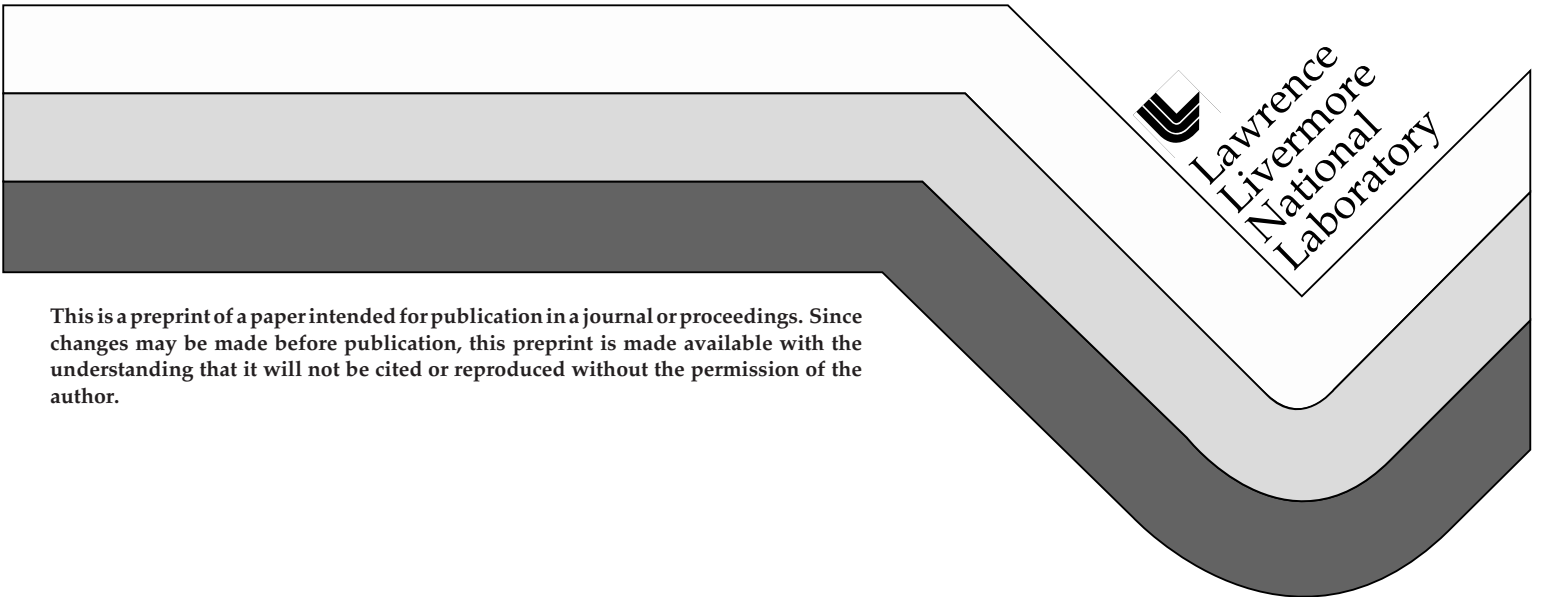 Lawrence
Livermore
National
Laboratory
This is a preprint of a paper intended for publication in a journal or proceedings. Since
changes may be made before publication, this preprint is made available with the
understanding that it will not be cited or reproduced without the permission of the
author.